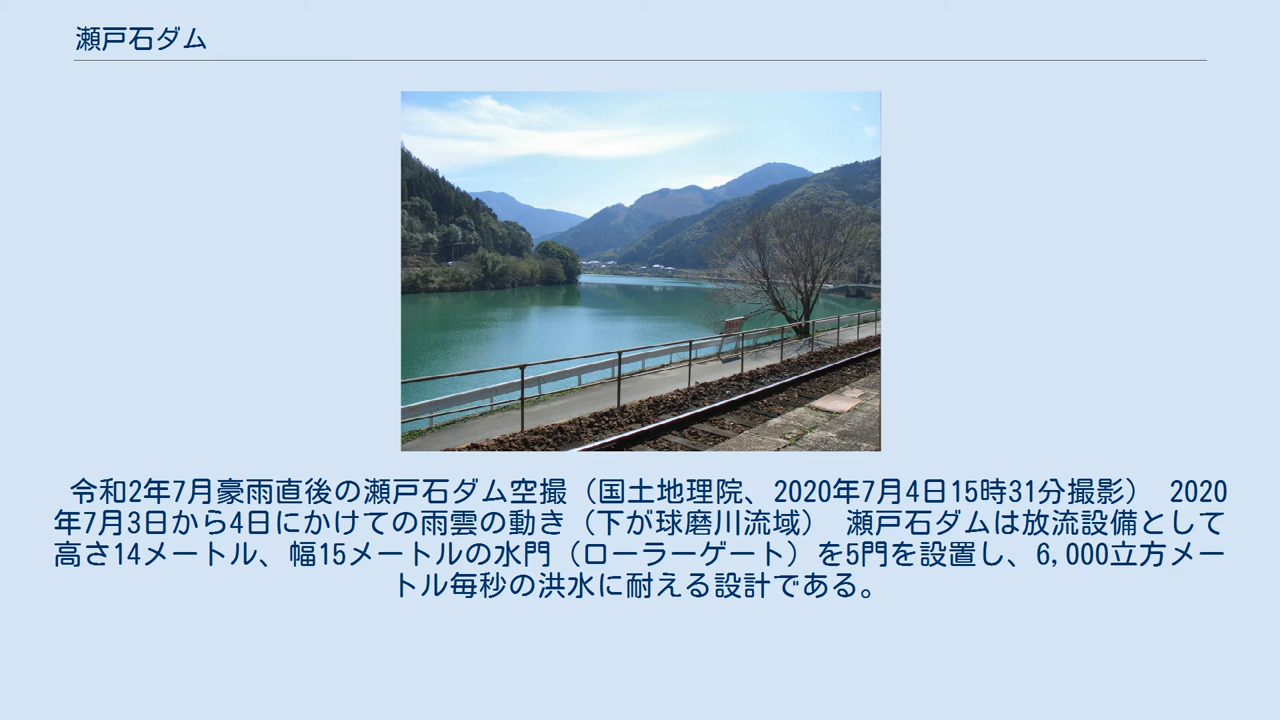 瀬戸石ダム
令和2年7月豪雨直後の瀬戸石ダム空撮（国土地理院、2020年7月4日15時31分撮影） 2020
年7月3日から4日にかけての雨雲の動き（下が球磨川流域） 瀬戸石ダムは放流設備として
高さ14メートル、幅15メートルの水門（ローラーゲート）を5門を設置し、6,000立方メー
トル毎秒の洪水に耐える設計である。